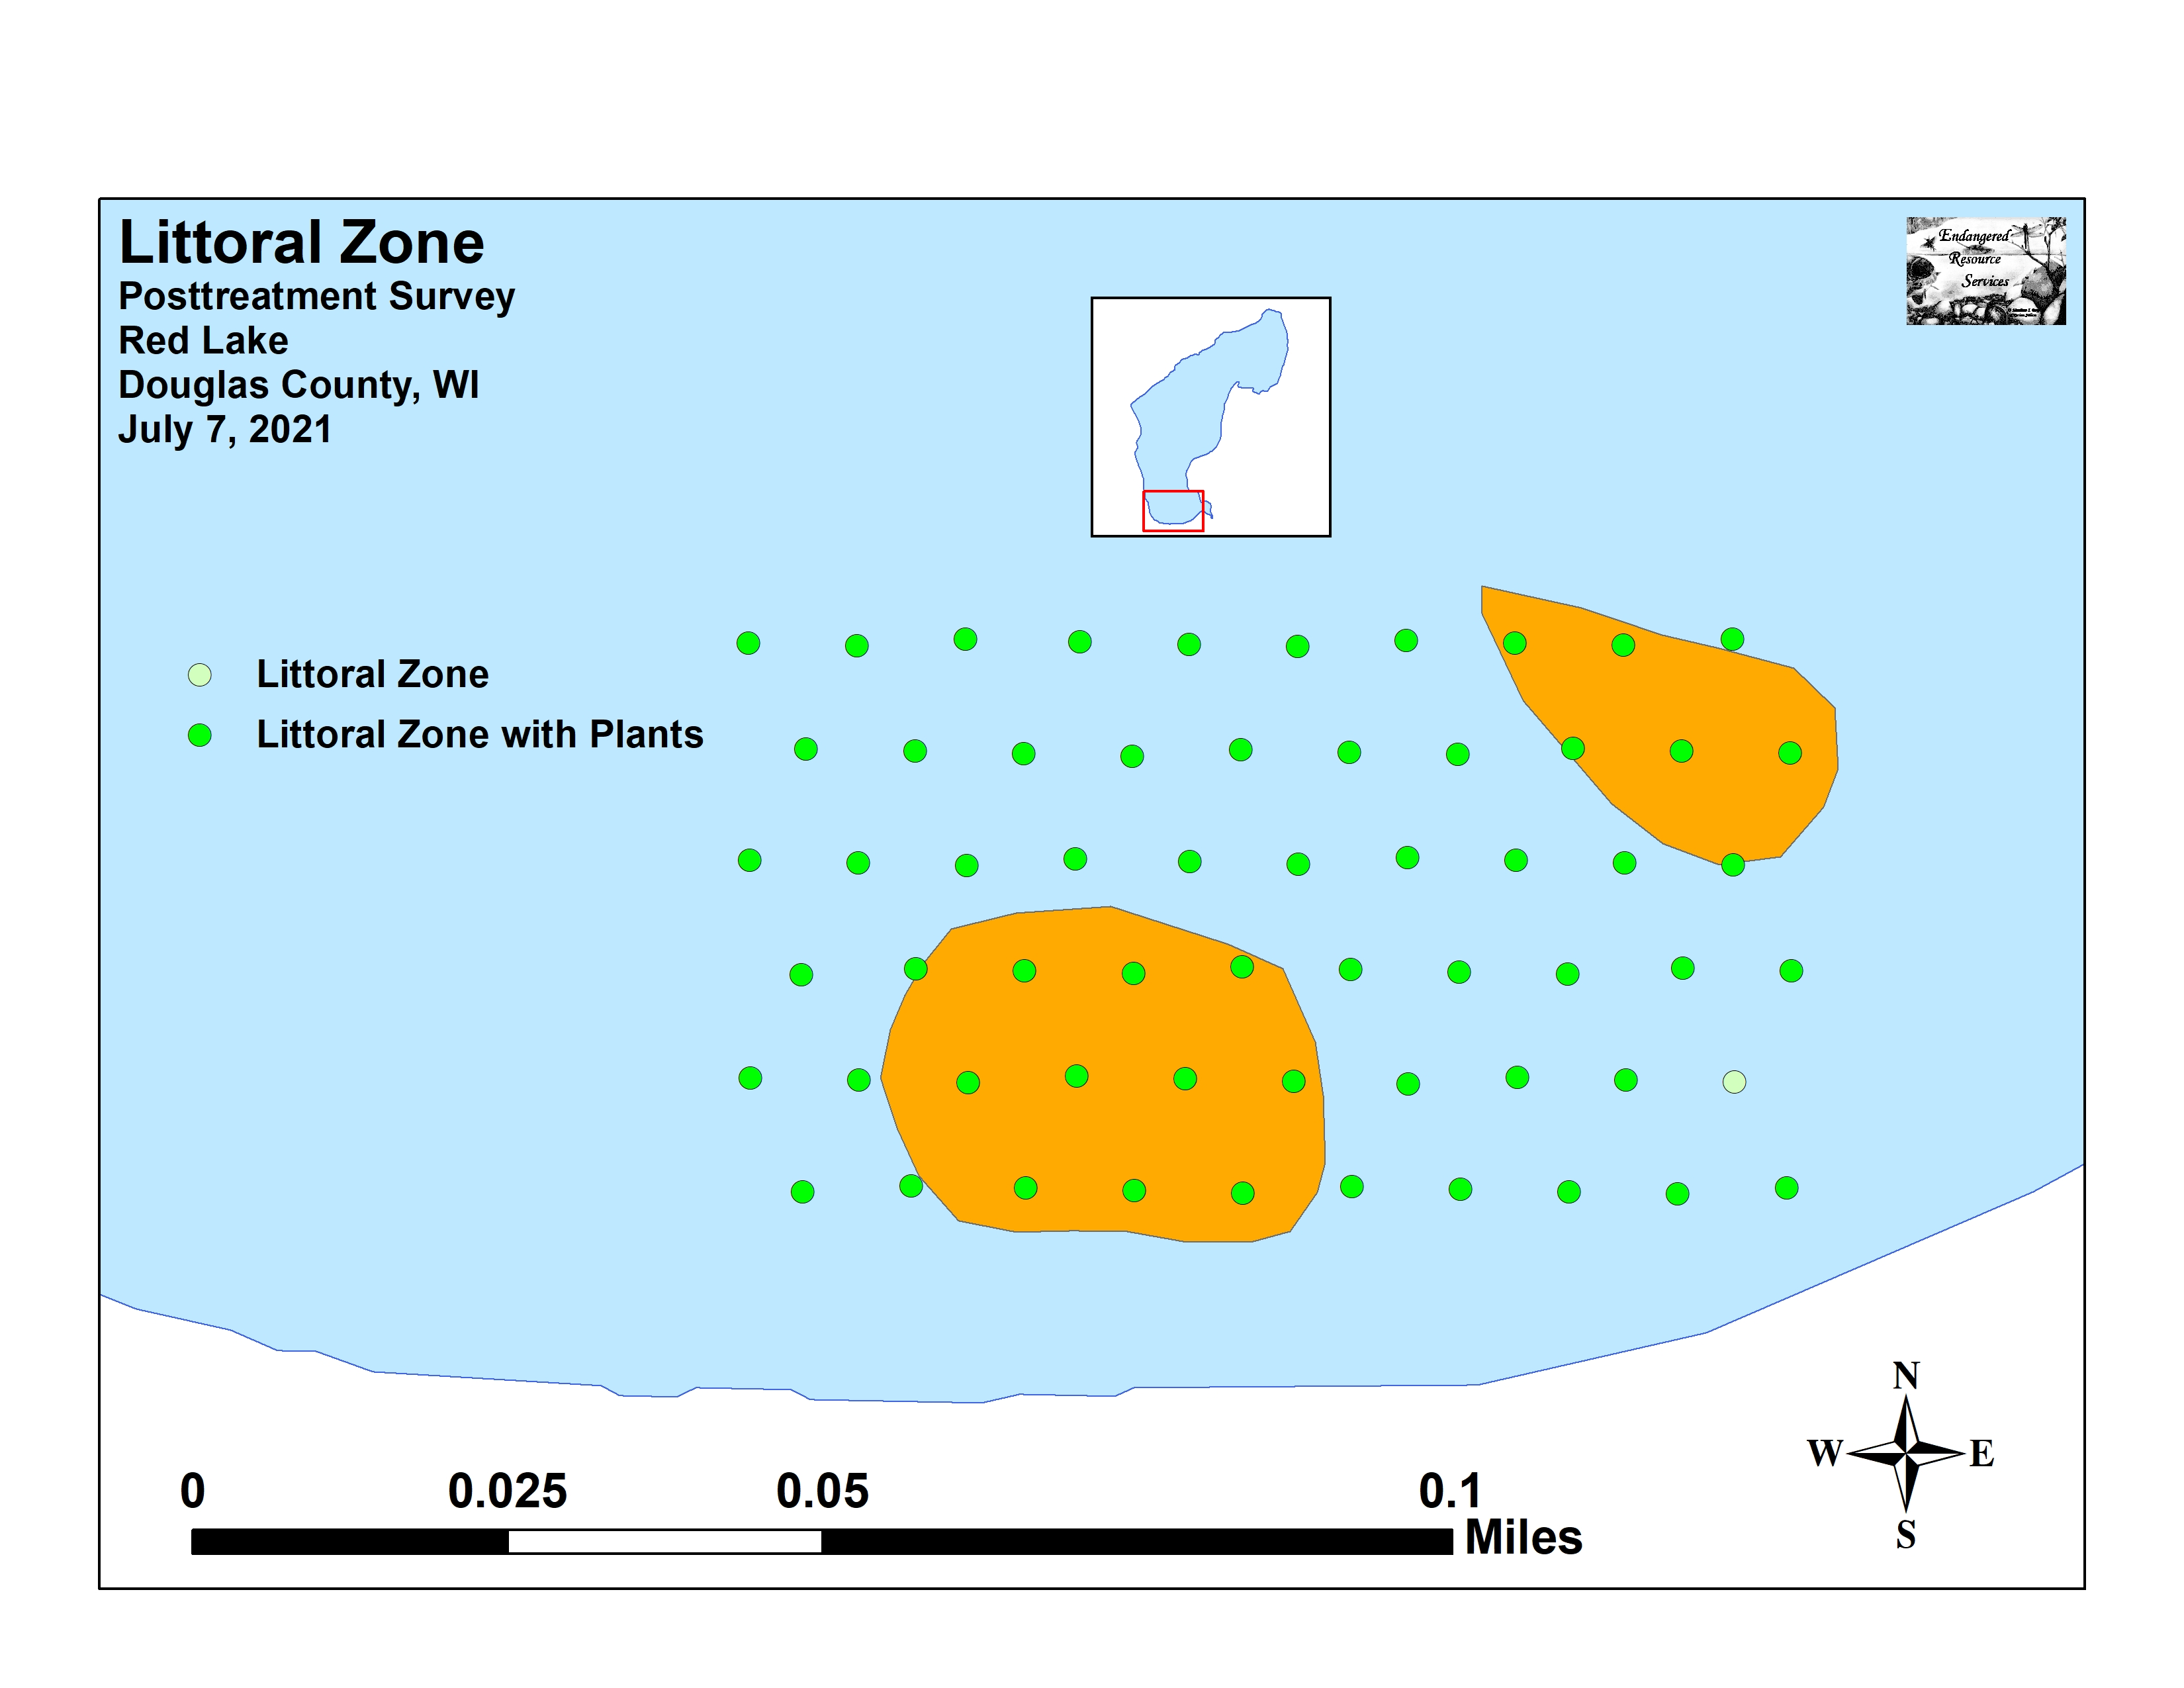 Littoral Zone
Posttreatment Survey
Red Lake
Douglas County, WI
July 7, 2021
Endangered
Resource
Services
Littoral Zone
Littoral Zone with Plants
N
W E
S
0 0.025 0.05 0.1
Miles